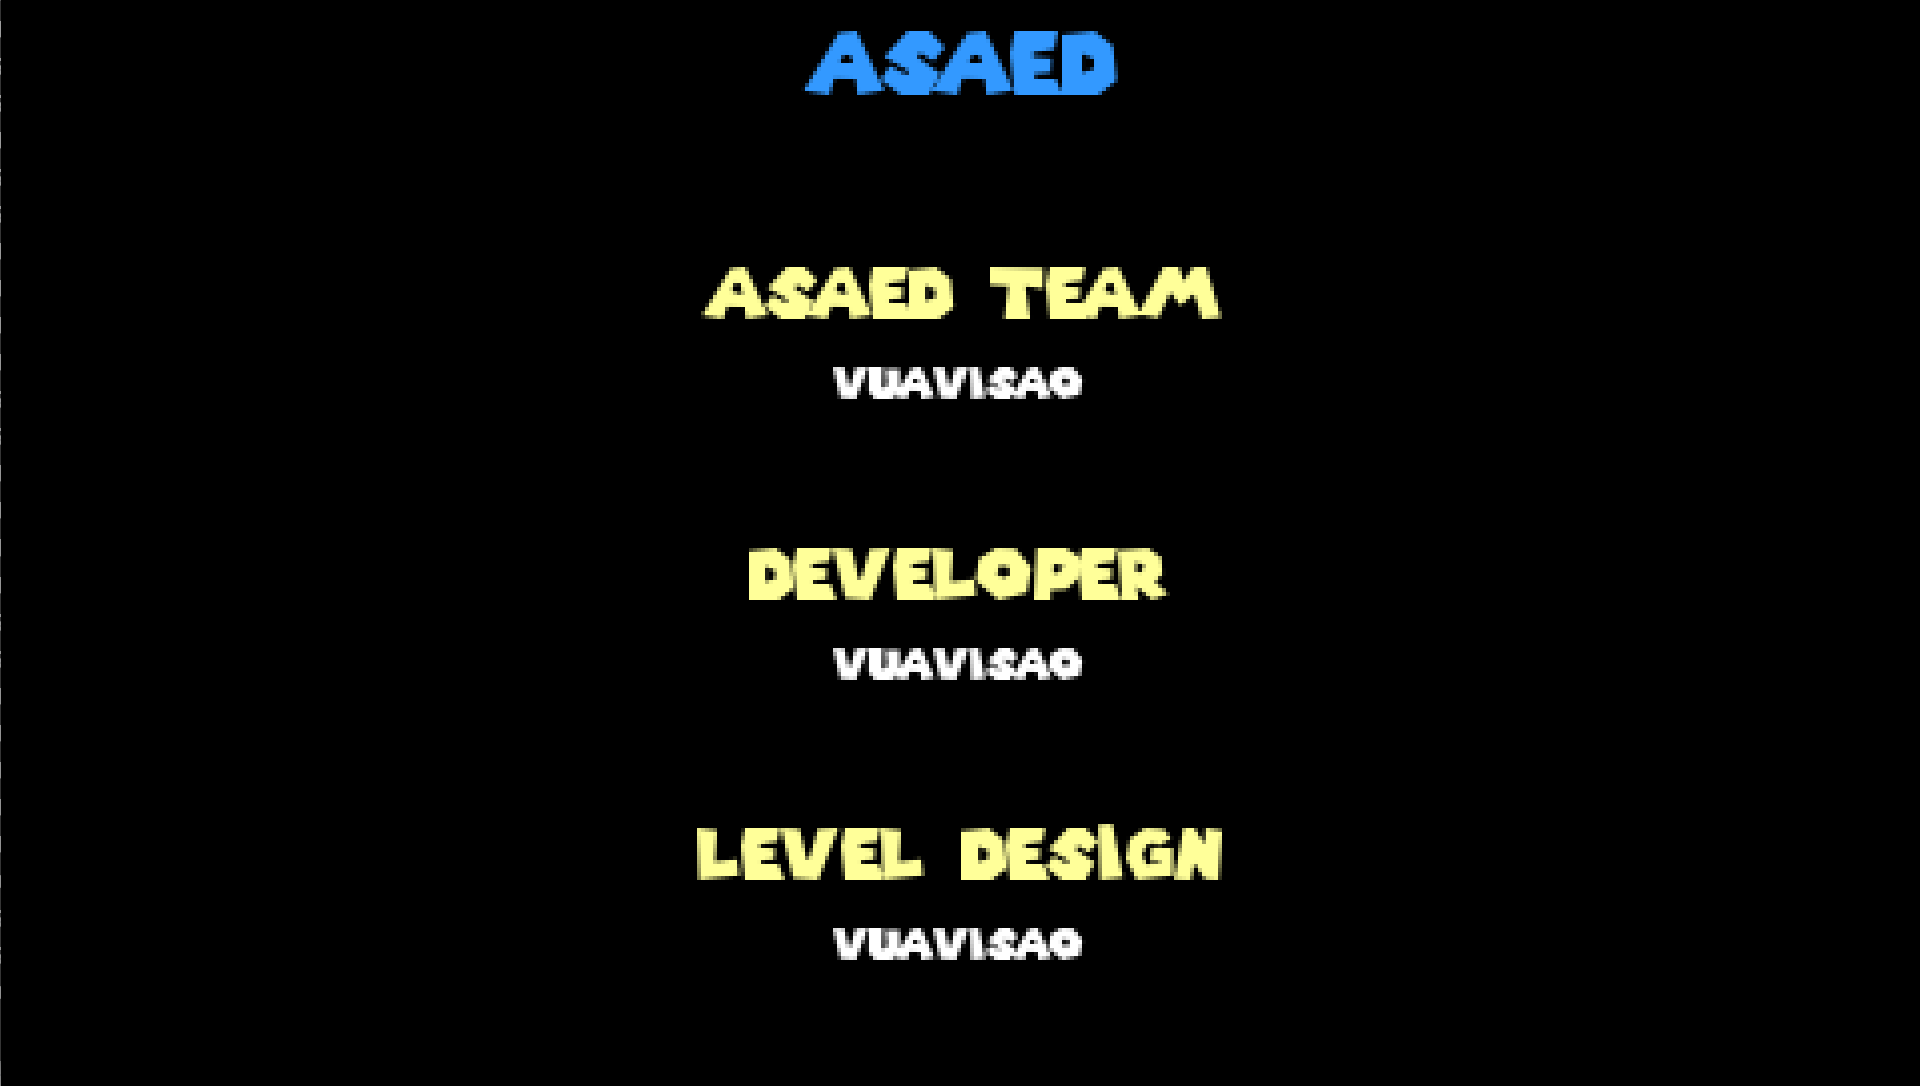 ASAED
ASAED TEAM
VUAVISAO
DEVELOPER
VUAVISAO
LEVEL DESIGN
VUAVISAO